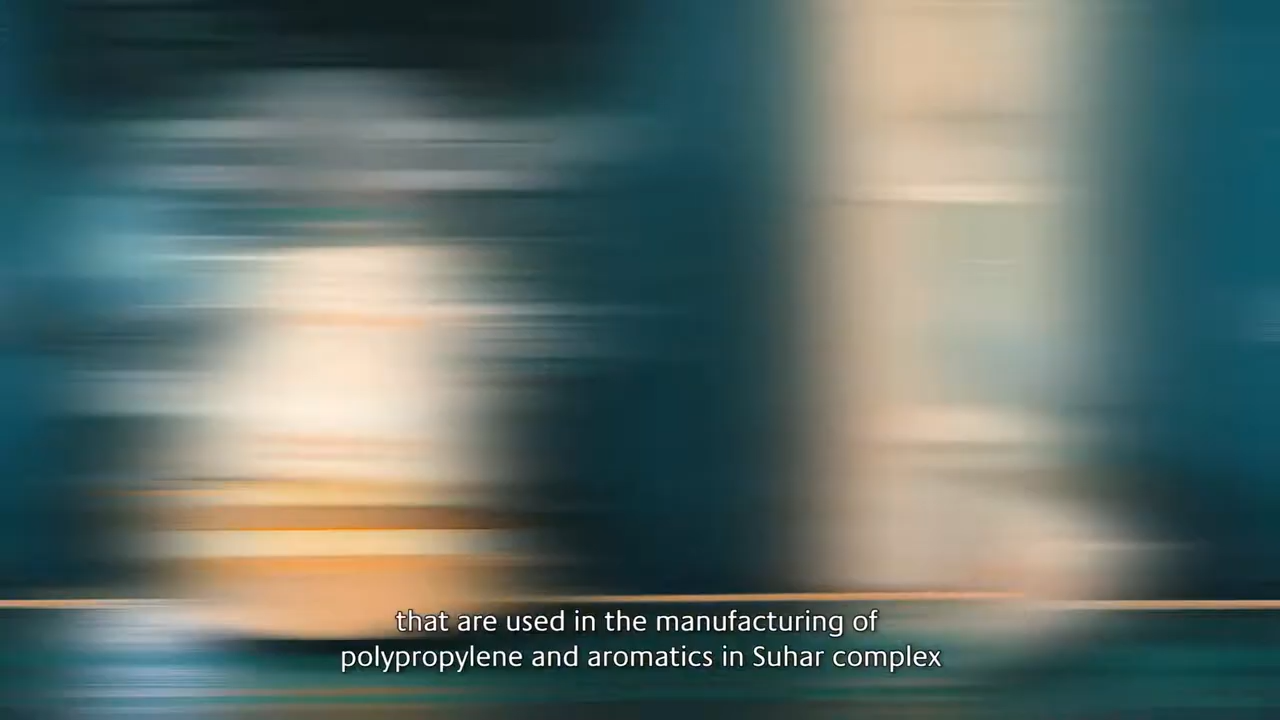 that are used in the manufacturing of
polypropylene and aromatics in Suhar complex